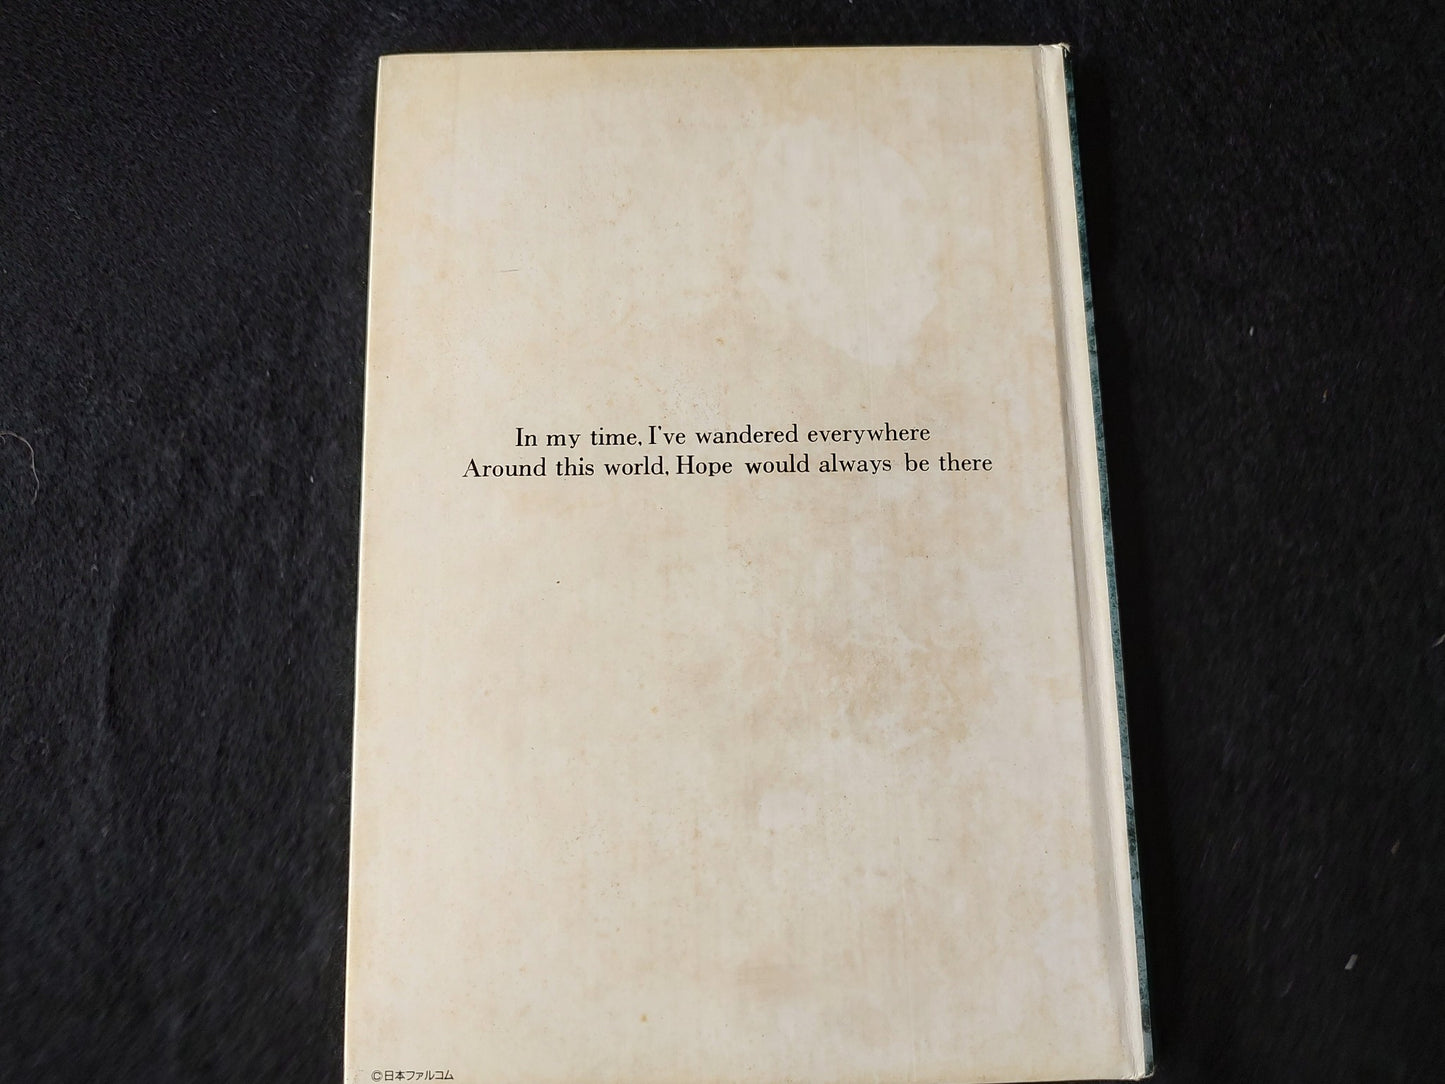 In my time, I've wandered everywhere
Around this world, Hope would always be there
©日本ファルコム